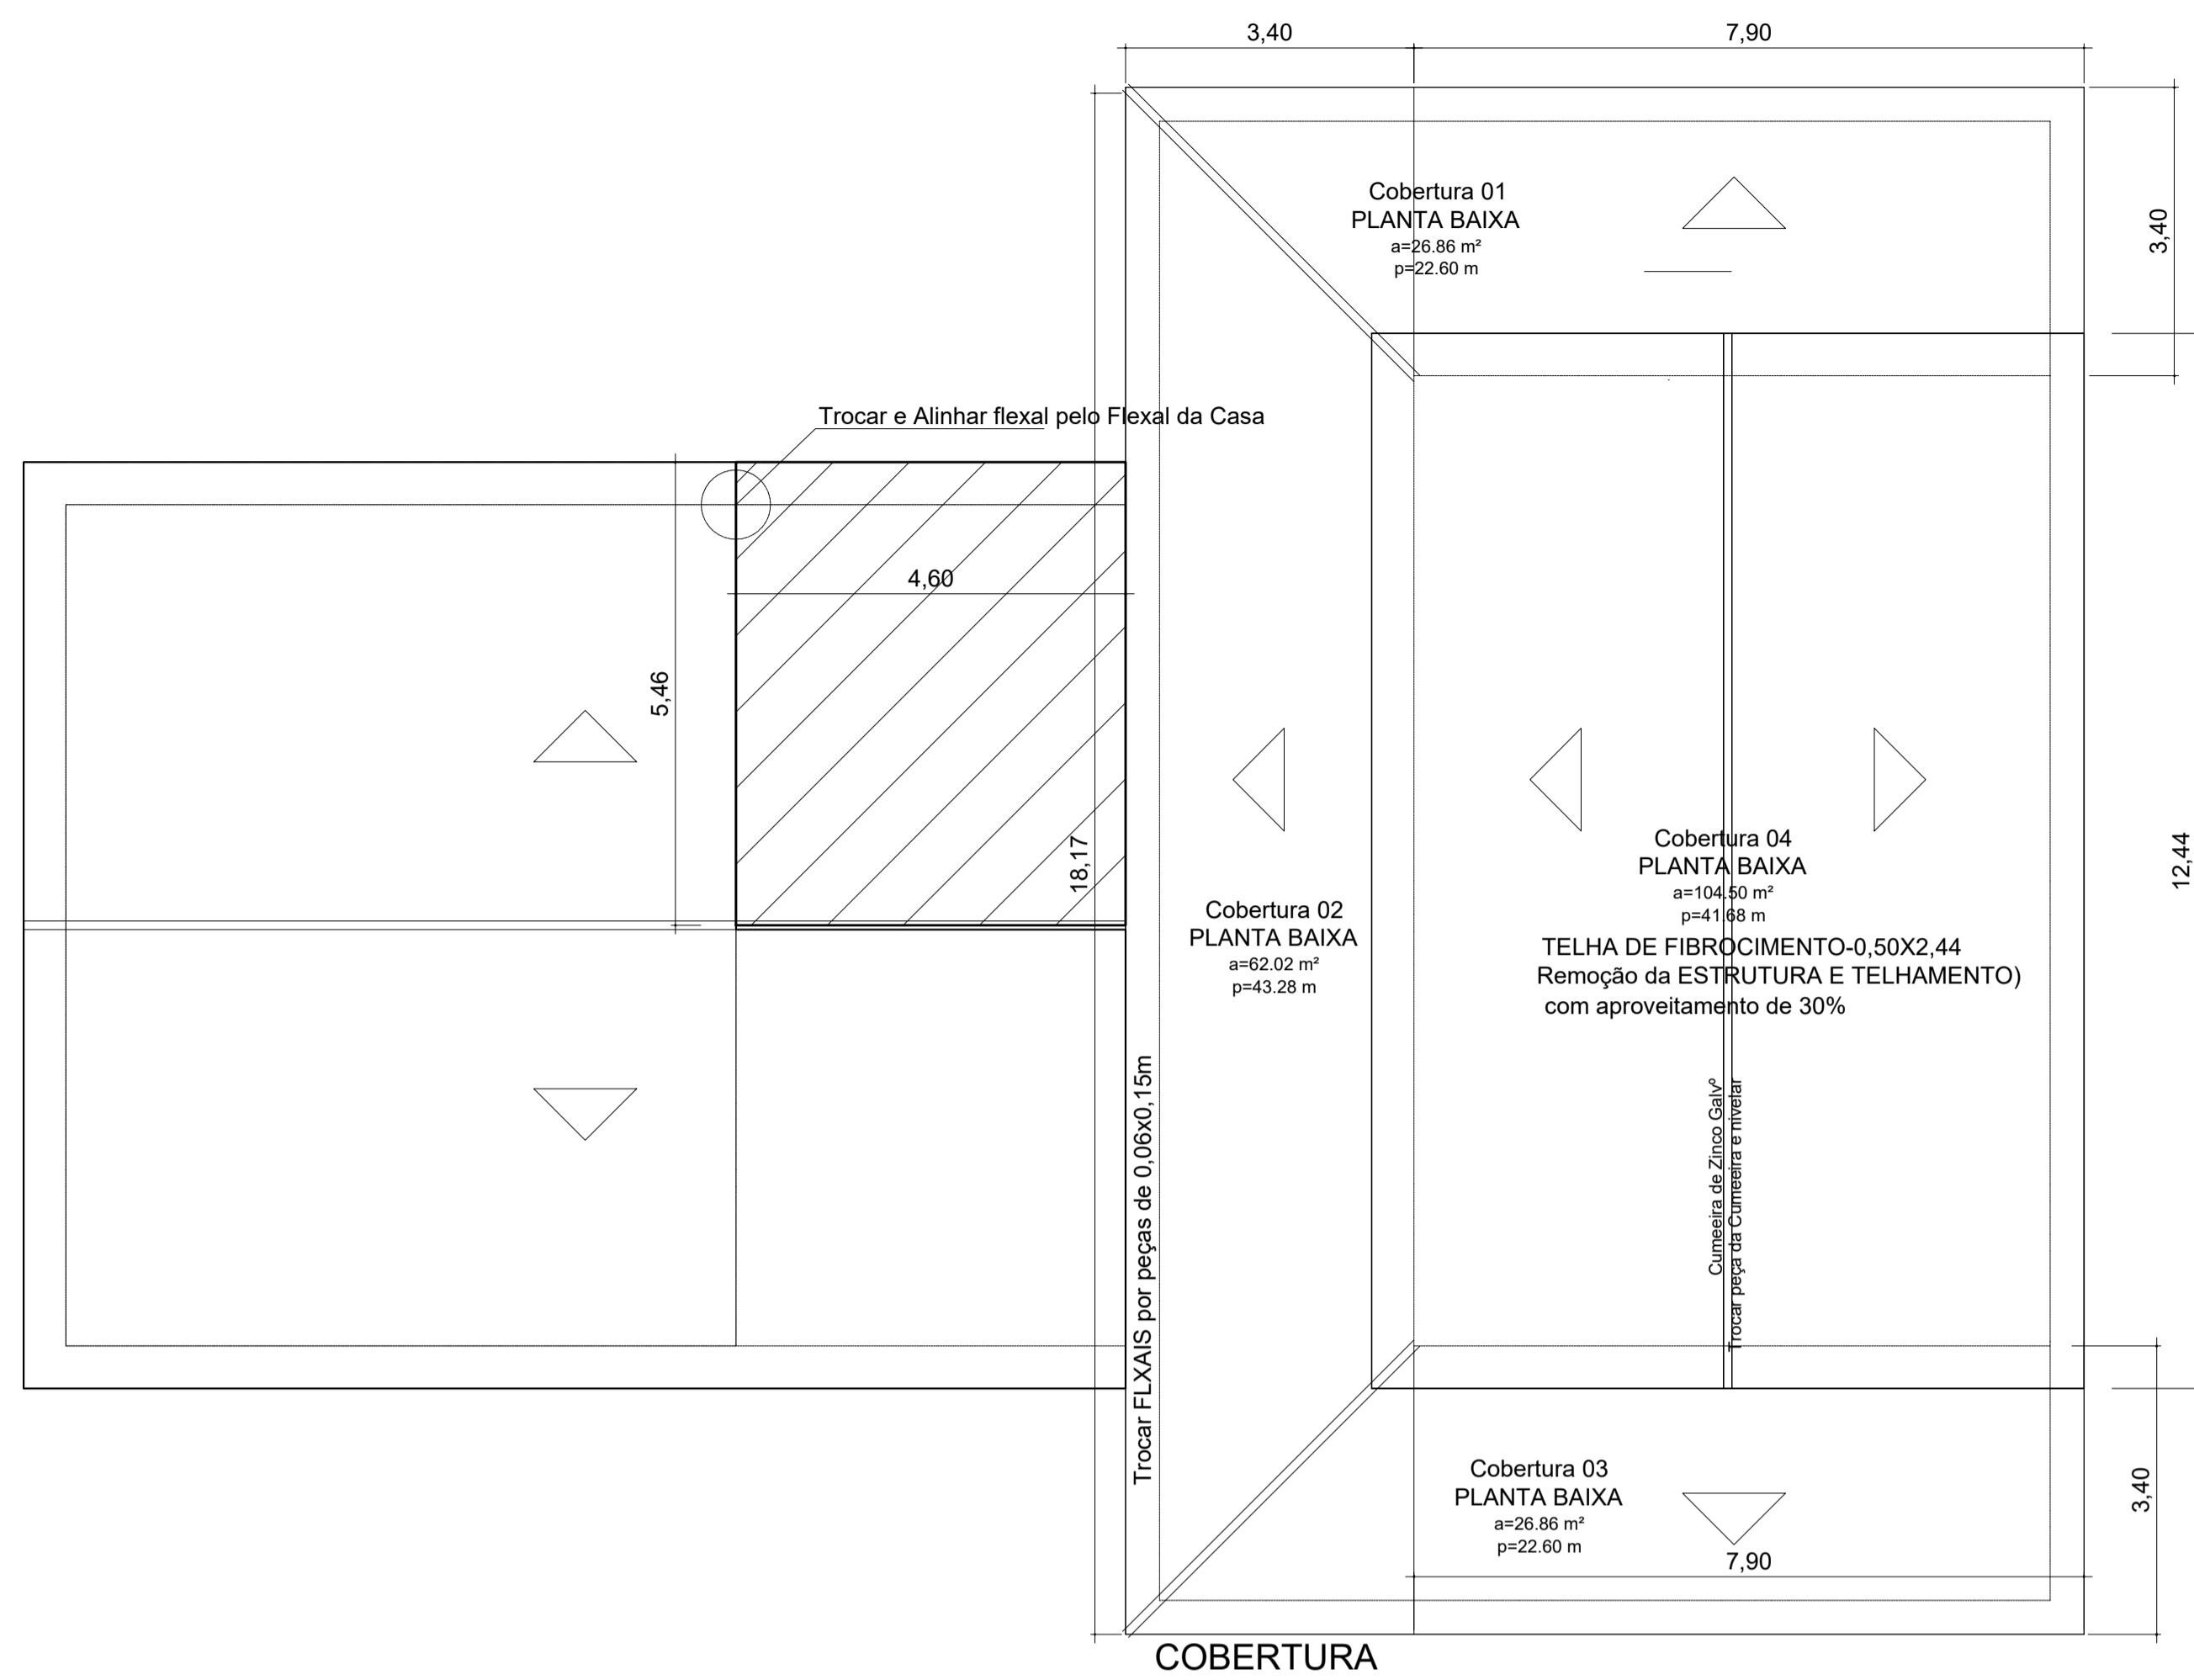 3,40
7,90
Cobertura 01
PLANTA BAIXA
a=26.86 m²
p=22.60 m
3,40
Trocar e Alinhar flexal pelo Flexal da Casa
4,60
5,46
18,17
Cobertura 02
PLANTA BAIXA
a=62.02 m²
p=43.28 m
Cobertura 04
PLANTA BAIXA
a=104.50 m²
p=41.68 m
TELHA DE FIBROCIMENTO-0,50X2,44
Remoção da ESTRUTURA E TELHAMENTO)
com aproveitamento de 30%
12,44
Trocar FLXAIS por peças de 0,06x0,15m
Cumeeira de Zinco Galvº
Trocar peça da Cumeeira e nivelar
Cobertura 03
PLANTA BAIXA
a=26.86 m²
p=22.60 m
7,90
3,40
COBERTURA